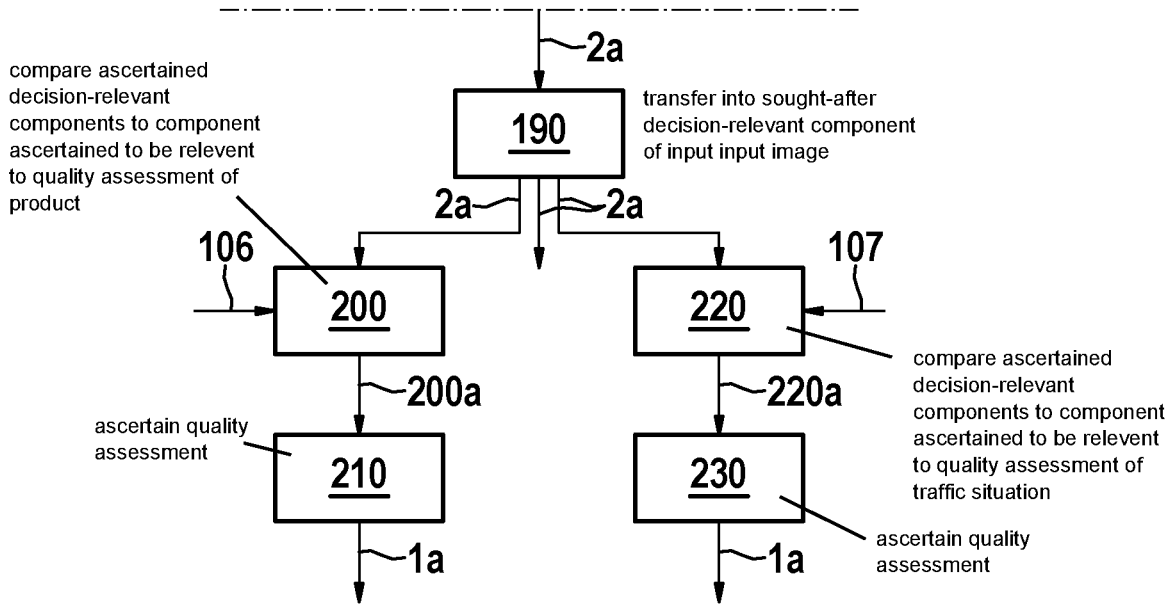 2a
compare ascertained
decision-relevant
components to component
ascertained to be relevent
to quality assessment of
product
transfer into sought-after
decision-relevant component
of input input image
190
2a
2a
106
107
200
220
compare ascertained
decision-relevant
components to component
ascertained to be relevent
to quality assessment of
traffic situation
200a
220a
ascertain quality
assessment
210
230
ascertain quality
assessment
1a
1a